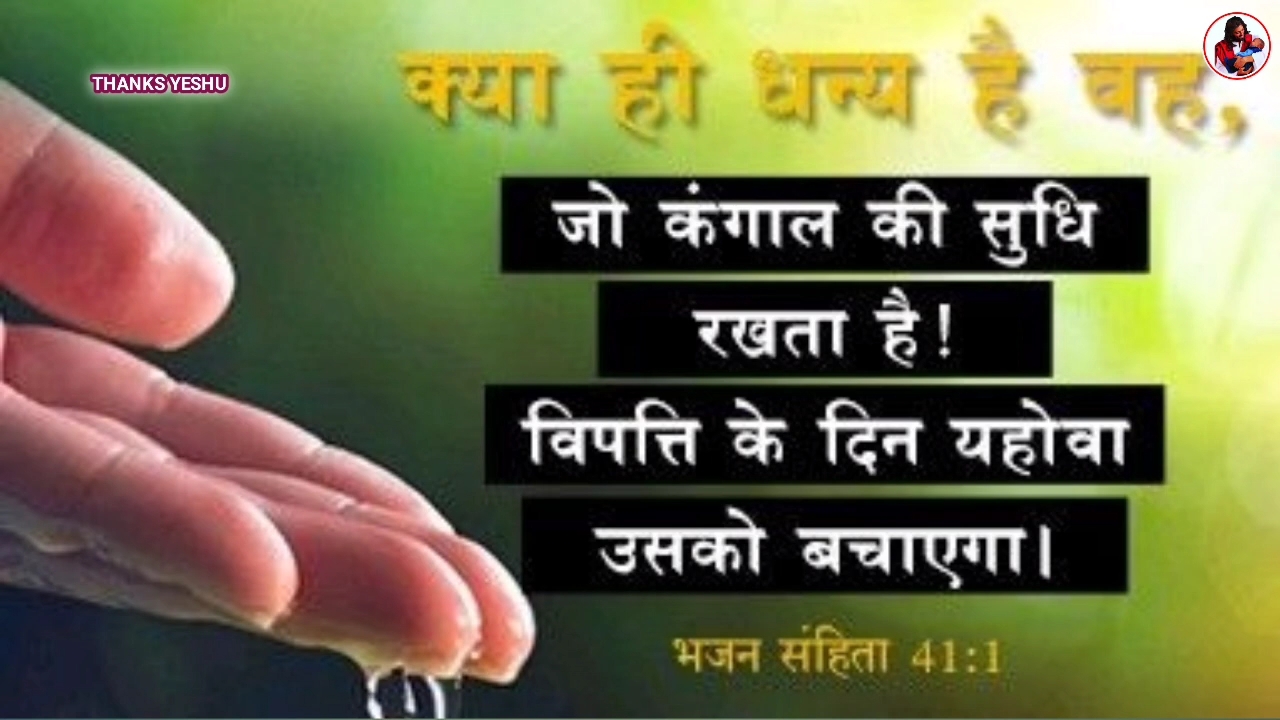 THANKS YESHU
क्या ही धन्य है वह,
जो कंगाल की सुधि
रखता है!
विपत्ति के दिन यहोवा
उसको बचाएगा।
भजन संहिता 41:1